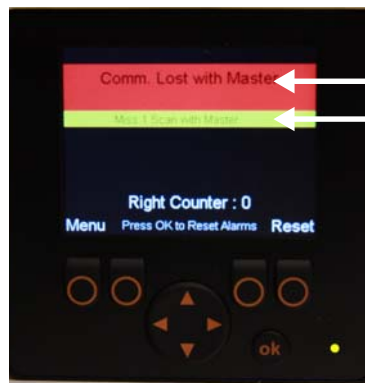 Comm. Lost with Master
Miss 1 Scan with Master
Right Counter : 0
Menu Press OK to Reset Alarms Reset
ok